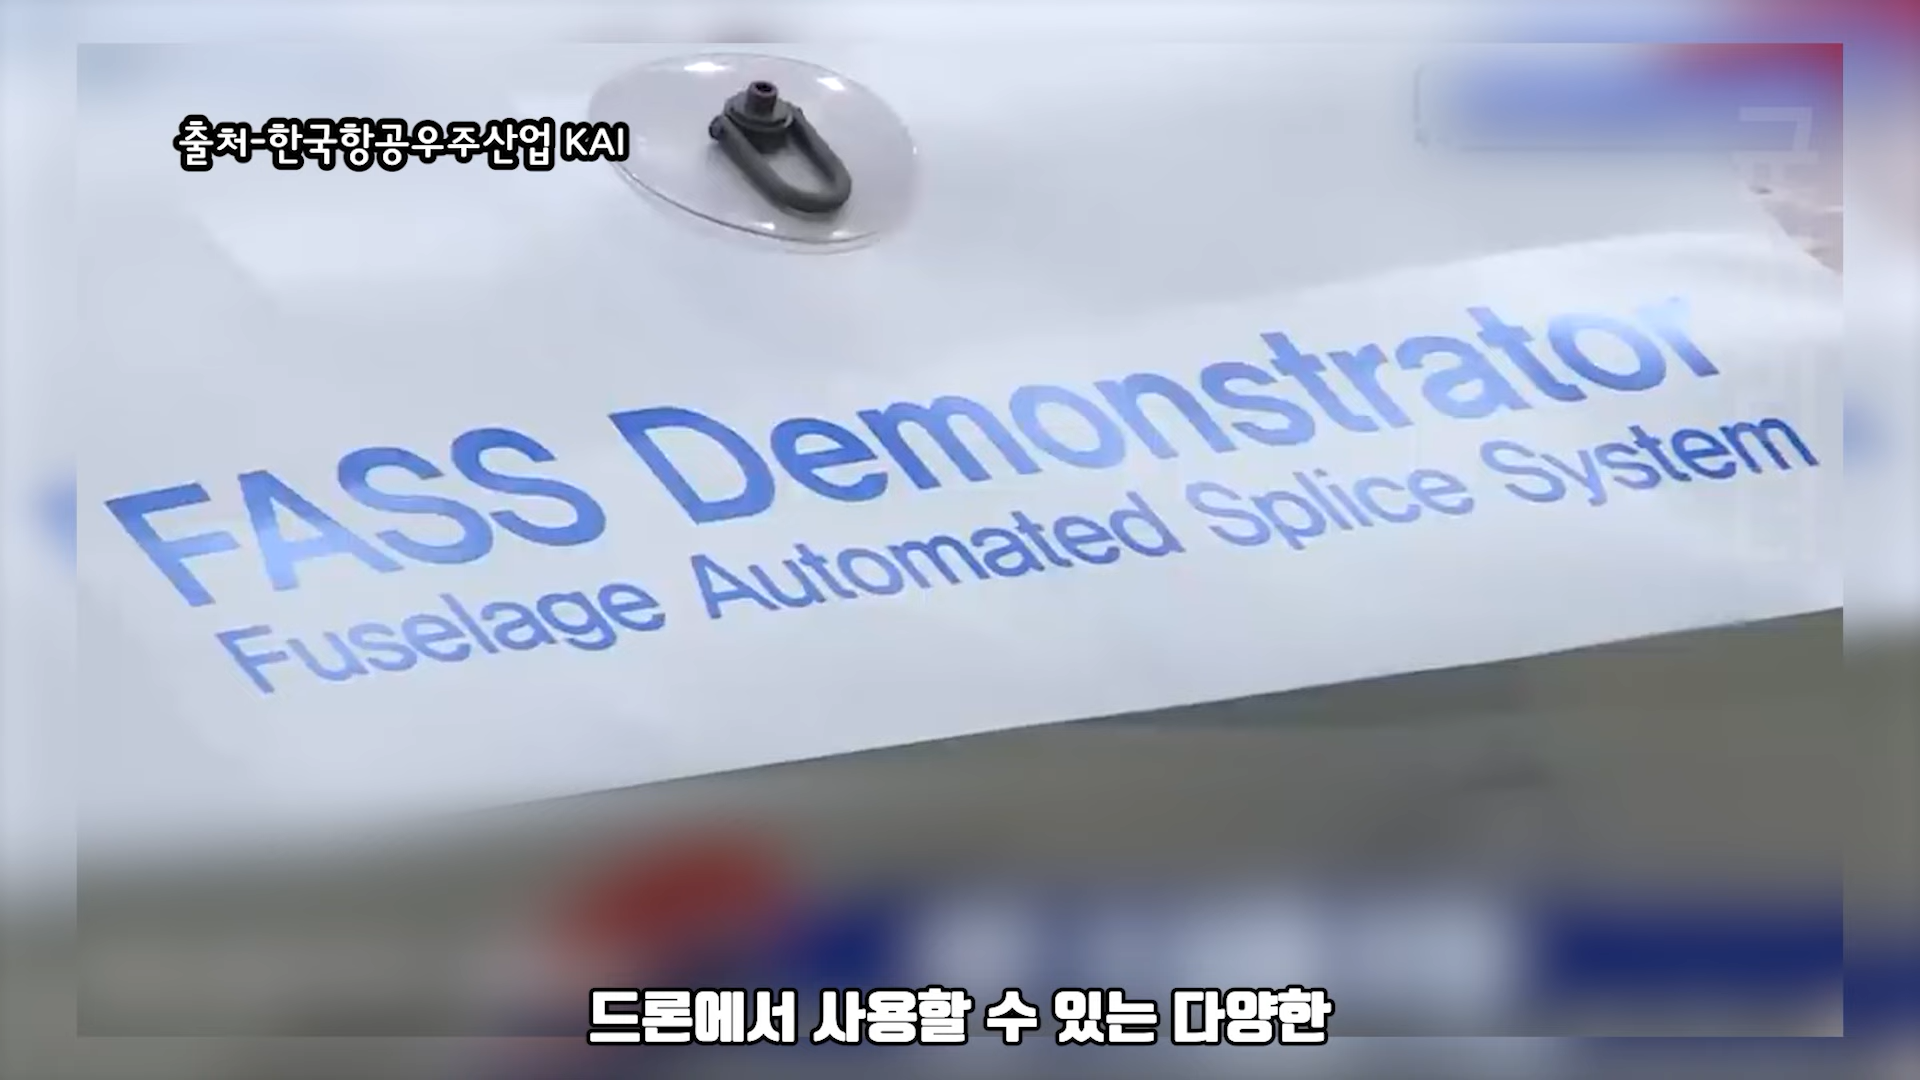 출처-한국항공우주산업 KAI
FASS Demonstrator
Fuselage Automated Splice System
드론에서 사용할 수 있는 다양한